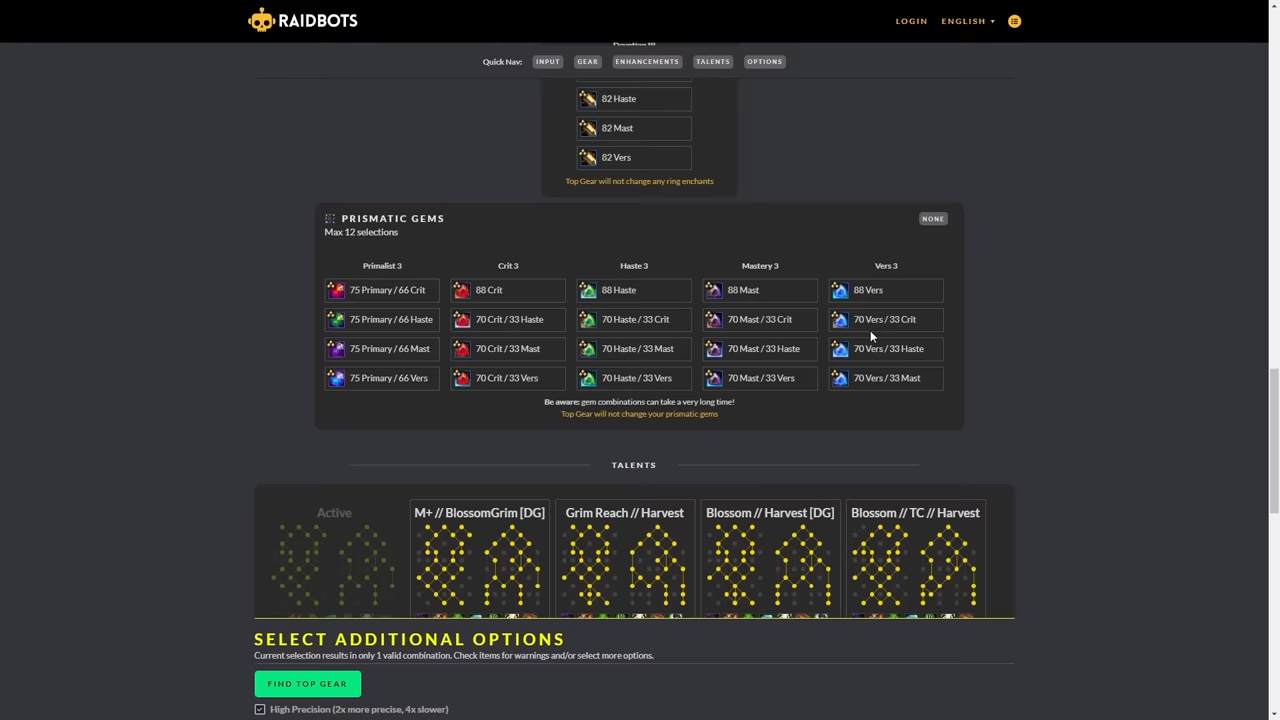 RAIDBOTS
LOGIN ENGLISH
Devotion III
Quick Nav: INPUT GEAR ENHANCEMENTS TALENTS OPTIONS
82 Haste
82 Mast
82 Vers
Top Gear will not change any ring enchants
PRISMATIC GEMS NONE
Max 12 selections
Primalist 3 Crit 3 Haste 3 Mastery 3 Vers 3
75 Primary / 66 Crit 88 Crit 88 Haste 88 Mast 88 Vers
75 Primary / 66 Haste 70 Crit / 33 Haste 70 Haste / 33 Crit 70 Mast / 33 Crit 70 Vers / 33 Crit
75 Primary / 66 Mast 70 Crit / 33 Mast 70 Haste / 33 Mast 70 Mast / 33 Haste 70 Vers / 33 Haste
75 Primary / 66 Vers 70 Crit / 33 Vers 70 Haste / 33 Vers 70 Mast / 33 Vers 70 Vers / 33 Mast
Be aware: gem combinations can take a very long time!
Top Gear will not change your prismatic gems
TALENTS
Active M+ // BlossomGrim [DG] Grim Reach // Harvest Blossom // Harvest [DG] Blossom // TC // Harvest
SELECT ADDITIONAL OPTIONS
Current selection results in only 1 valid combination. Check items for warnings and/or select more options.
FIND TOP GEAR
High Precision (2x more precise, 4x slower)